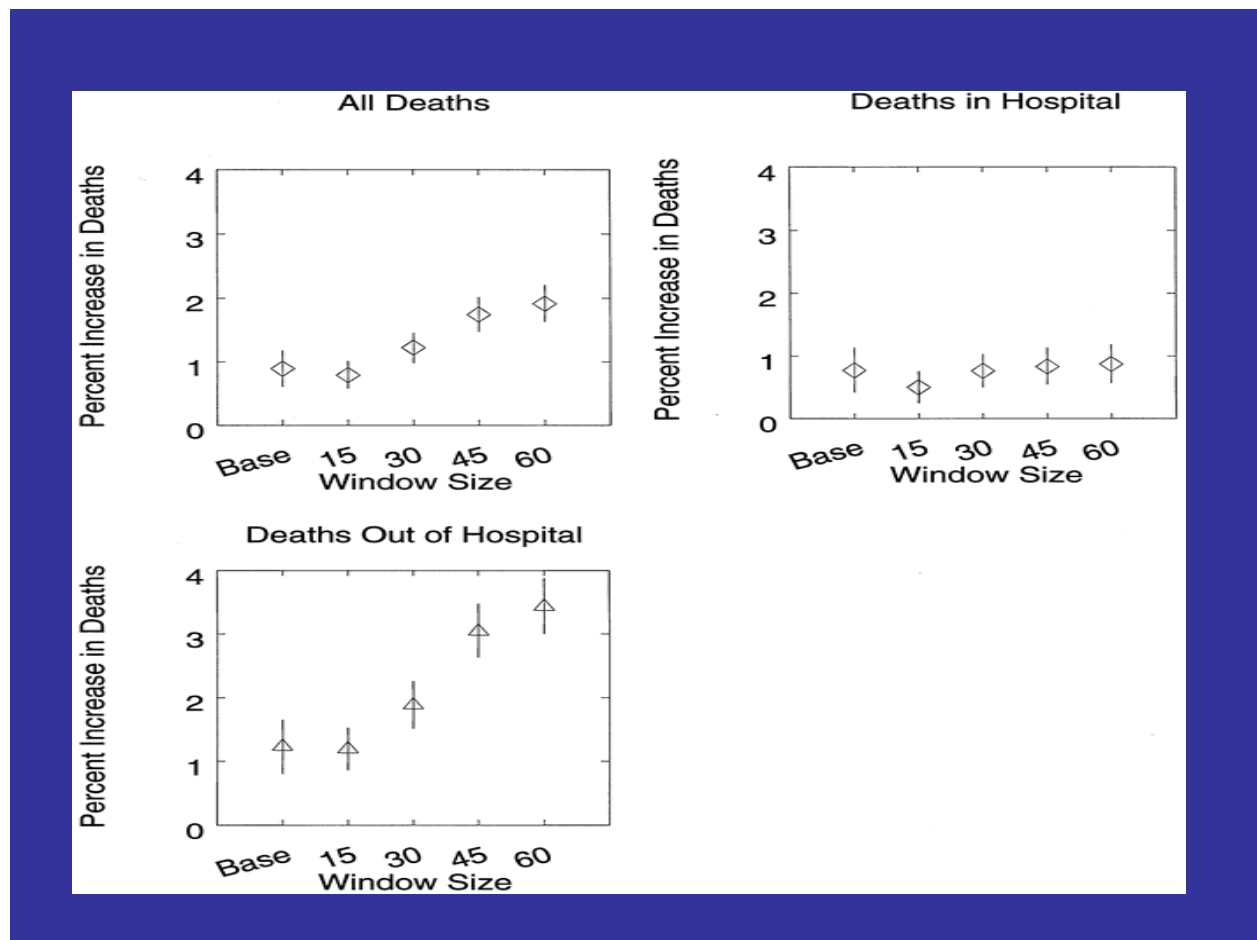 All Deaths
Percent Increase in Deaths
4
3
2
1
0
Base 15 30 45 60
Window Size
Deaths in Hospital
Percent Increase in Deaths
4
3
2
1
0
Base 15 30 45 60
Window Size
Deaths Out of Hospital
Percent Increase in Deaths
4
3
2
1
0
Base 15 30 45 60
Window Size